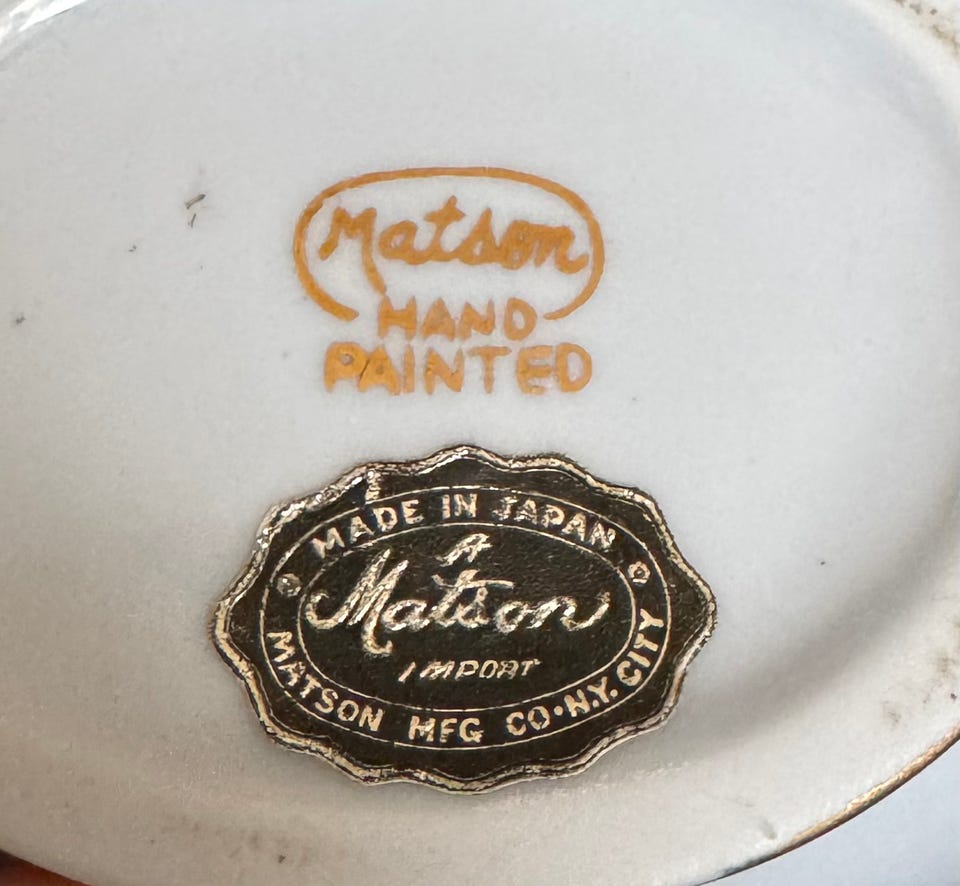 Matson
HAND
PAINTED
MADE IN JAPAN
A
Matson
IMPORT
MATSON MFG CO • N.Y. CITY